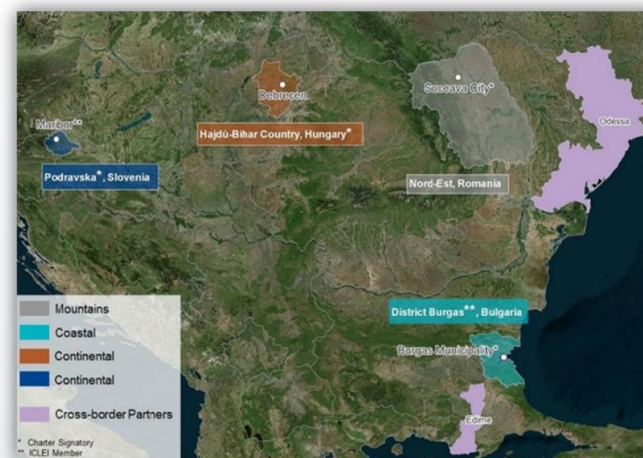 Suceava City*
Debrecen
Odessa
Maribor**
Hajdú-Bihar Country, Hungary*
Podravska*, Slovenia
Nord-Est, Romania
District Burgas**, Bulgaria
Burgas Municipality*
Edirne
Mountains
Coastal
Continental
Continental
Cross-border Partners
* Charter Signatory
** ICLEI Member